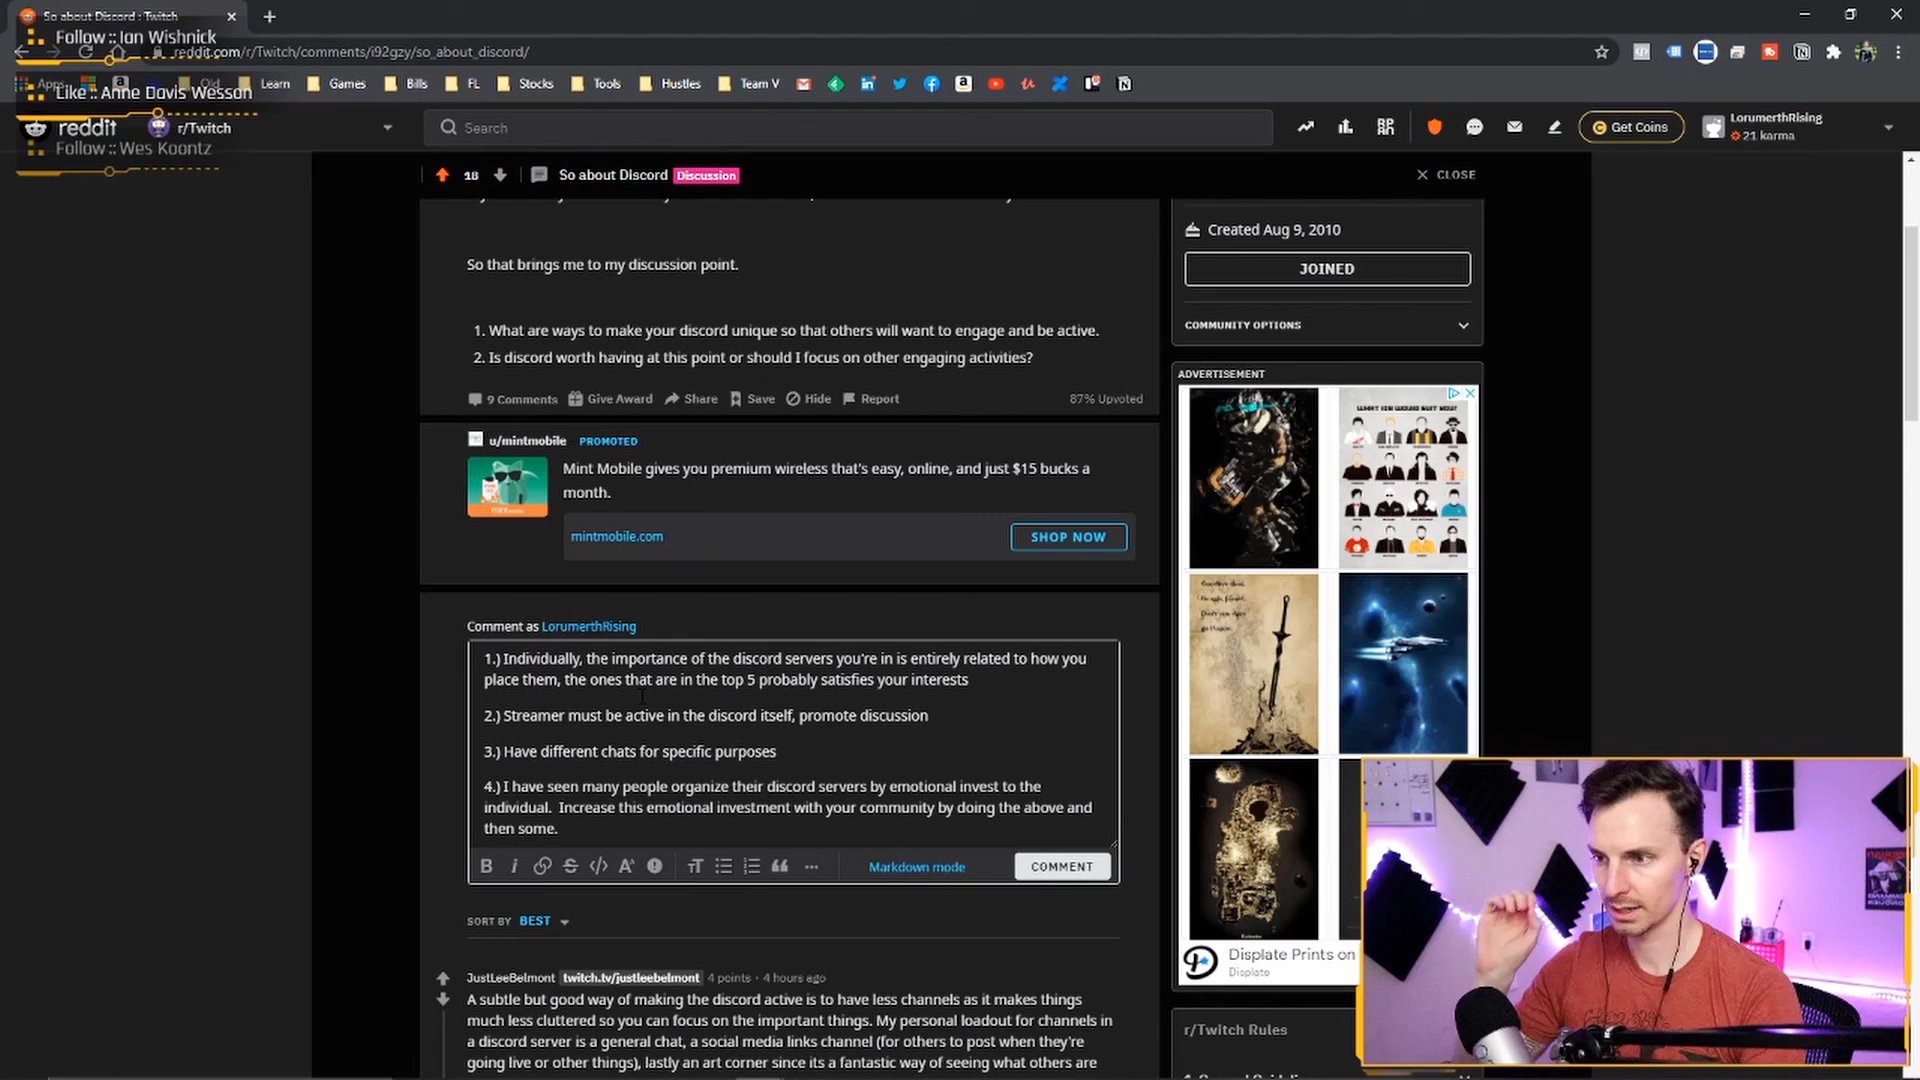 So about Discord : Twitch
Follow :: Ian Wishnick
reddit.com/r/Twitch/comments/i92gzy/so_about_discord/
Apps
Old
Learn
Games
Bills
FL
Stocks
Tools
Hustles
Team V
Like :: Anne Davis Wesson
reddit
r/Twitch
Search
Get Coins
LorumerthRising
21 karma
Follow :: Wes Koontz
18
So about Discord
Discussion
CLOSE
So that brings me to my discussion point.
1. What are ways to make your discord unique so that others will want to engage and be active.
2. Is discord worth having at this point or should I focus on other engaging activities?
9 Comments
Give Award
Share
Save
Hide
Report
87% Upvoted
u/mintmobile PROMOTED
Mint Mobile gives you premium wireless that's easy, online, and just $15 bucks a
month.
mintmobile.com
SHOP NOW
Comment as LorumerthRising
1.) Individually, the importance of the discord servers you're in is entirely related to how you
place them, the ones that are in the top 5 probably satisfies your interests
2.) Streamer must be active in the discord itself, promote discussion
3.) Have different chats for specific purposes
4.) I have seen many people organize their discord servers by emotional invest to the
individual. Increase this emotional investment with your community by doing the above and
then some.
Markdown mode
COMMENT
SORT BY BEST
JustLeeBelmont twitch.tv/justleebelmont 4 points · 4 hours ago
A subtle but good way of making the discord active is to have less channels as it makes things
much less cluttered so you can focus on the important things. My personal loadout for channels in
a discord server is a general chat, a social media links channel (for others to post when they're
going live or other things), lastly an art corner since its a fantastic way of seeing what others are
Created Aug 9, 2010
JOINED
COMMUNITY OPTIONS
ADVERTISEMENT
Displate Prints on
Displate
r/Twitch Rules